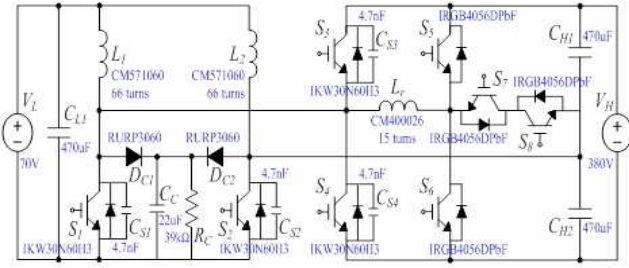 4.7nF
IRGB4056DPbF
S3
S5
CH1
470uF
L1
CM571060
66 turns
L2
CM571060
66 turns
CS3
IKW30N60H3
Lr
CM400026
15 turns
S7
IRGB4056DPbF
IRGB4056DPbF
S8
VL
70V
CL1
470uF
RURP3060
DC1
RURP3060
DC2
VH
380V
S1
CS1
4.7nF
IKW30N60H3
CC
22uF
39kΩ
RC
4.7nF
S2
CS2
IKW30N60H3
4.7nF
S4
CS4
IKW30N60H3
S6
IRGB4056DPbF
CH2
470uF